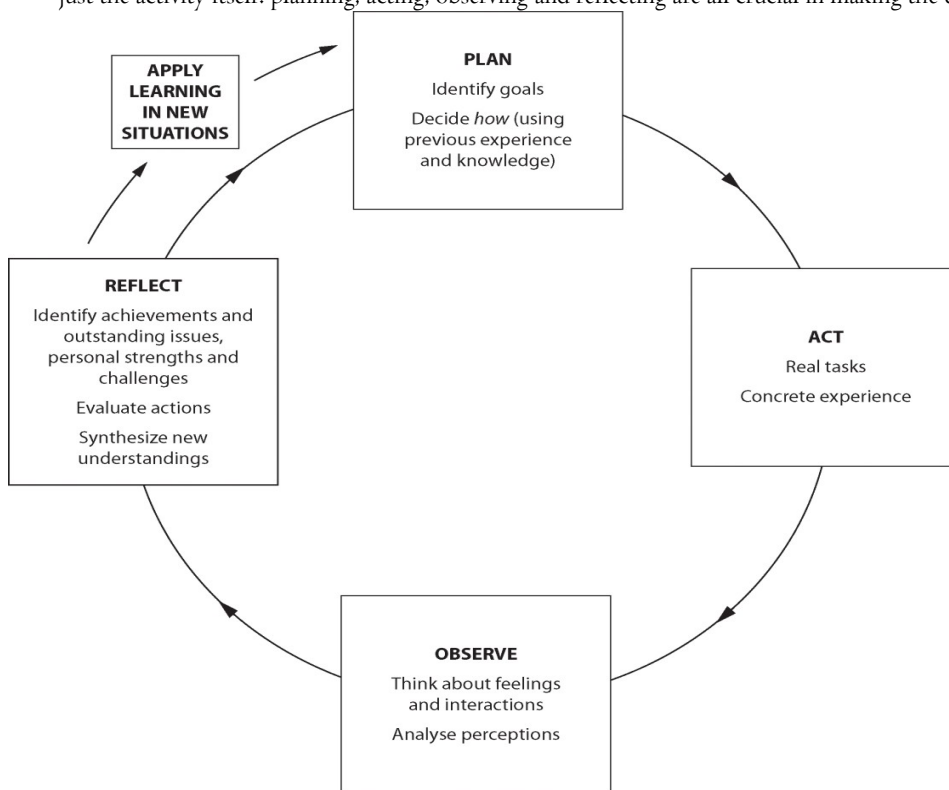 just the activity itself: planning, acting, observing and reflecting are all crucial in making the
PLAN
Identify goals
Decide how (using
previous experience
and knowledge)
APPLY
LEARNING
IN NEW
SITUATIONS
REFLECT
Identify achievements and
outstanding issues,
personal strengths and
challenges
Evaluate actions
Synthesize new
understandings
ACT
Real tasks
Concrete experience
OBSERVE
Think about feelings
and interactions
Analyse perceptions